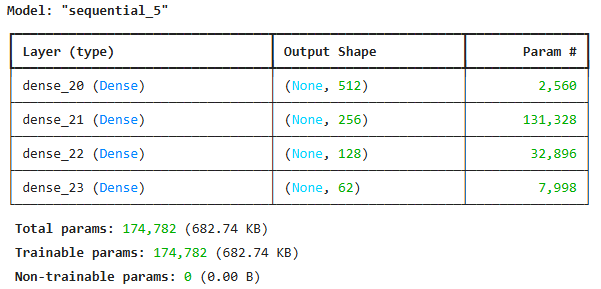 Model: "sequential_5"
Layer (type) Output Shape Param #
dense_20 (Dense) (None, 512) 2,560
dense_21 (Dense) (None, 256) 131,328
dense_22 (Dense) (None, 128) 32,896
dense_23 (Dense) (None, 62) 7,998
Total params: 174,782 (682.74 KB)
Trainable params: 174,782 (682.74 KB)
Non-trainable params: 0 (0.00 B)